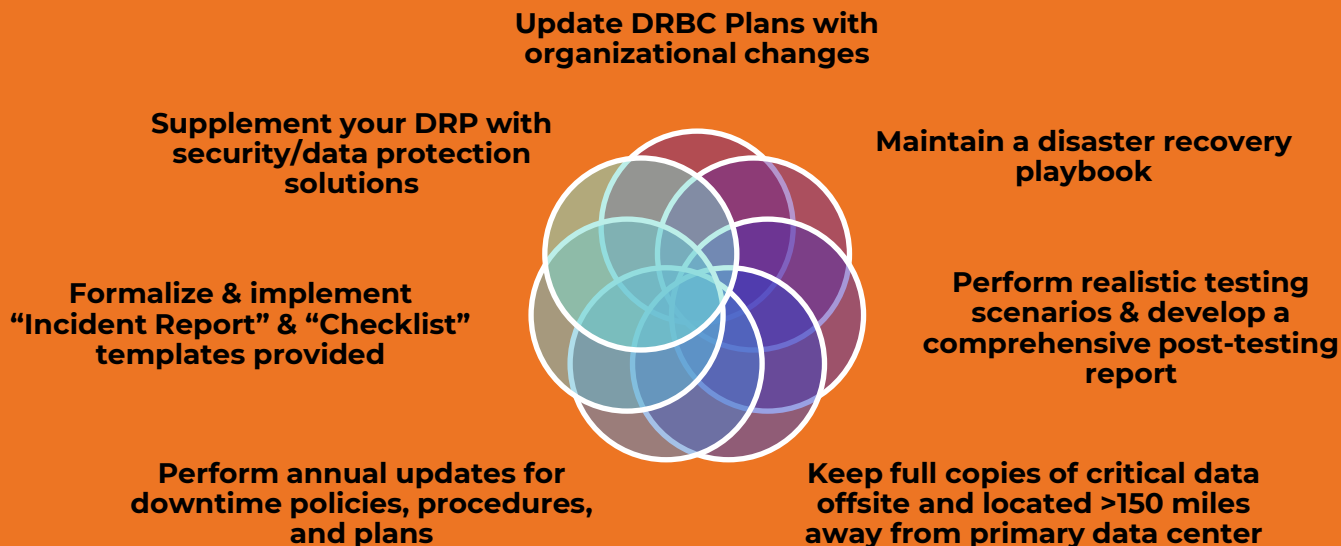 Update DRBC Plans with
organizational changes
Supplement your DRP with
security/data protection
solutions
Maintain a disaster recovery
playbook
Formalize & implement
“Incident Report” & “Checklist”
templates provided
Perform realistic testing
scenarios & develop a
comprehensive post-testing
report
Perform annual updates for
downtime policies, procedures,
and plans
Keep full copies of critical data
offsite and located >150 miles
away from primary data center